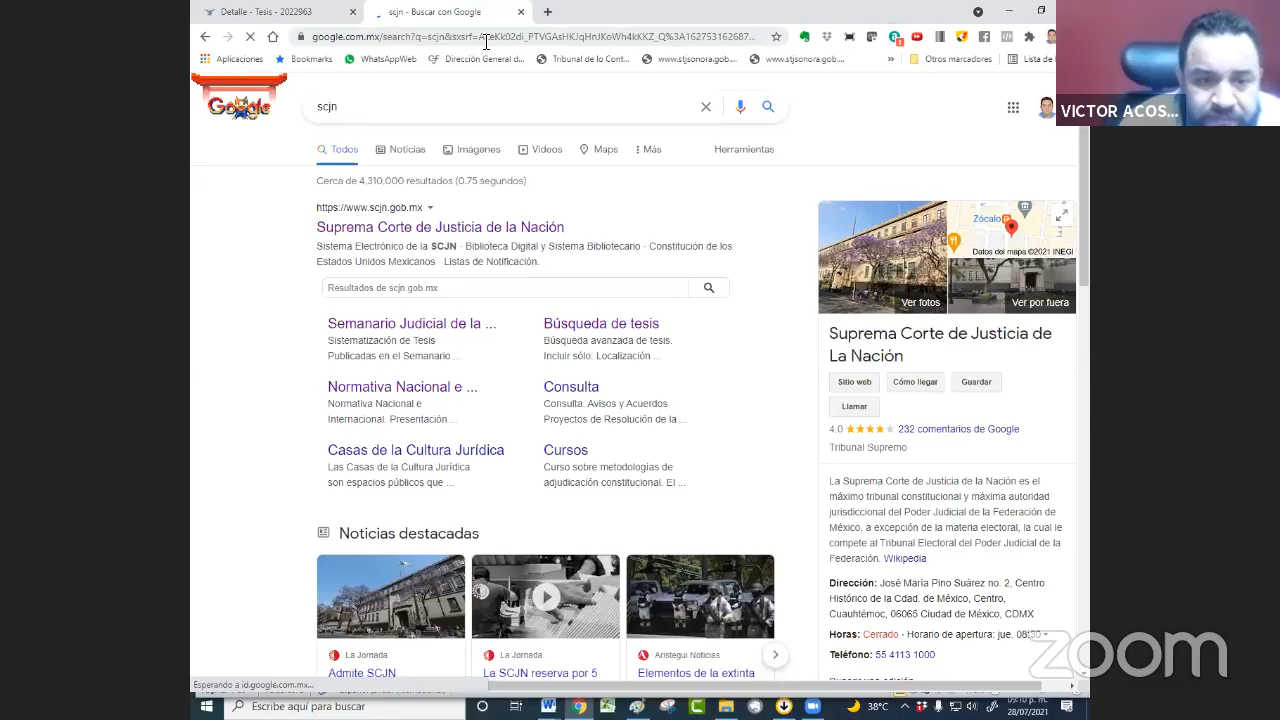 Detalle - Tesis - 2022963
scjn - Buscar con Google
google.com.mx/search?q=scjn&sxsrf=
Aplicaciones
Bookmarks
WhatsAppWeb
Dirección General d...
Tribunal de lo Cont...
www.stjsonora.gob....
www.stjsonora.gob....
»
Otros marcadores
Lista de
VICTOR ACOS...
Google
scjn
Todos
Noticias
Imágenes
Videos
Maps
Más
Herramientas
Cerca de 4,310,000 resultados (0.75 segundos)
https://www.scjn.gob.mx
Suprema Corte de Justicia de la Nación
Sistema Electrónico de la SCJN · Biblioteca Digital y Sistema Bibliotecario · Constitución de los
Estados Unidos Mexicanos · Listas de Notificación.
Resultados de scjn.gob.mx
Semanario Judicial de la ...
Sistematización de Tesis
Publicadas en el Semanario ...
Búsqueda de tesis
Búsqueda avanzada de tesis.
Incluir sólo: Localización ...
Normativa Nacional e ...
Normativa Nacional e
Internacional. Presentación ...
Consulta
Consulta. Avisos y Acuerdos
Proyectos de Resolución de la ...
Casas de la Cultura Jurídica
Las Casas de la Cultura Jurídica
son espacios públicos que ...
Cursos
Curso sobre metodologías de
adjudicación constitucional. El ...
Noticias destacadas
La Jornada
Admite SCJN
La Jornada
La SCJN reserva por 5
Aristegui Noticias
Elementos de la extinta
Zócalo
Datos del mapa ©2021 INEGI
Ver fotos
Ver por fuera
Suprema Corte de Justicia de
La Nación
Sitio web
Cómo llegar
Guardar
Llamar
4.0
232 comentarios de Google
Tribunal Supremo
La Suprema Corte de Justicia de la Nación es el
máximo tribunal constitucional y máxima autoridad
jurisdiccional del Poder Judicial de la Federación de
México, a excepción de la materia electoral, la cual le
compete al Tribunal Electoral del Poder Judicial de la
Federación. Wikipedia
Dirección: José María Pino Suárez no. 2, Centro
Histórico de la Cdad. de México, Centro,
Cuauhtémoc, 06065 Ciudad de México, CDMX
Horas: Cerrado · Horario de apertura: jue. 08:30
Teléfono: 55 4113 1000
zoom
Esperando a id.google.com.mx...
Escribe aquí para buscar
38°C
09:10 p. m.
28/07/2021